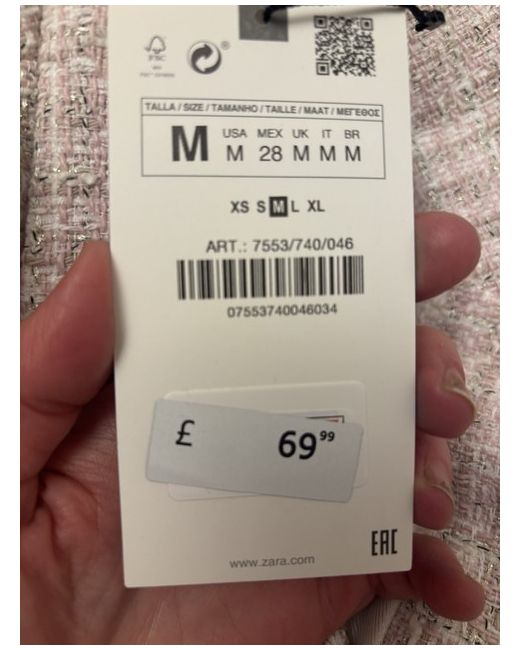 FSC
®
TALLA / SIZE / TAMANHO / TAILLE / MAAT / ΜΕΓΕΘΟΣ
M USA MEX UK IT BR
M 28 M M M
XS S M L XL
ART.: 7553/740/046
07553740046034
£ 69⁹⁹
www.zara.com
EAC